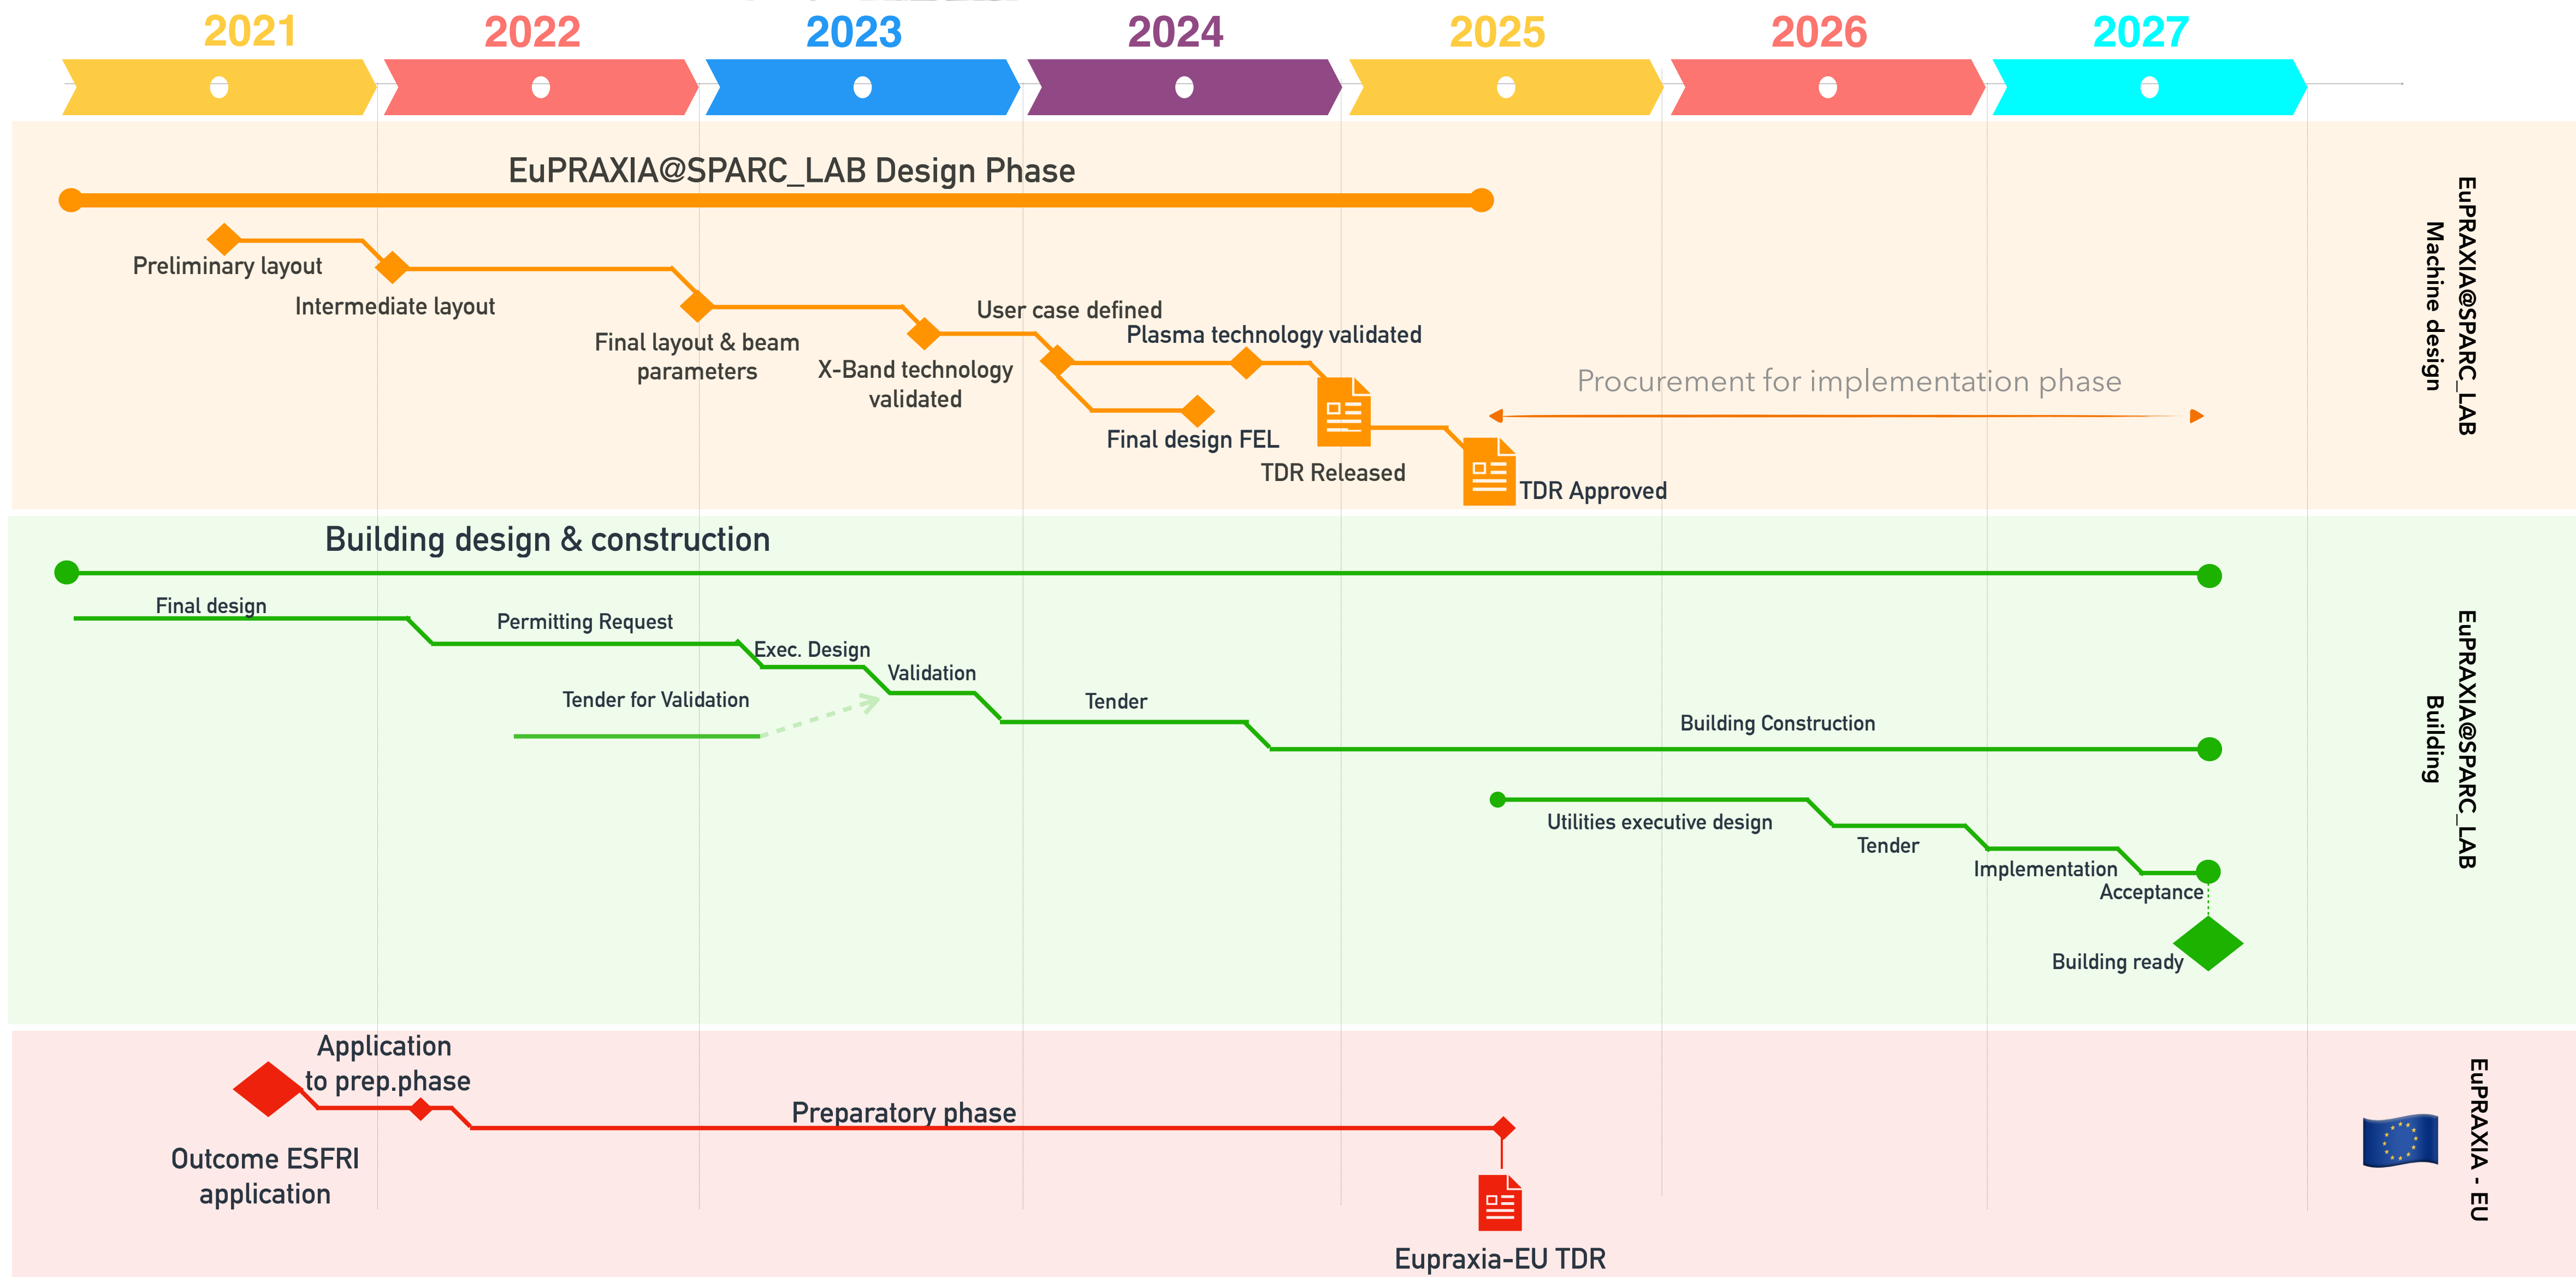 2021
2022
2023
2024
2025
2026
2027
EuPRAXIA@SPARC_LAB Design Phase
Preliminary layout
Intermediate layout
Final layout & beam
parameters
X-Band technology
validated
User case defined
Plasma technology validated
Final design FEL
TDR Released
TDR Approved
Procurement for implementation phase
EuPRAXIA@SPARC_LAB
Machine design
Building design & construction
Final design
Permitting Request
Exec. Design
Validation
Tender for Validation
Tender
Building Construction
Utilities executive design
Tender
Implementation
Acceptance
Building ready
EuPRAXIA@SPARC_LAB
Building
Application
to prep.phase
Outcome ESFRI
application
Preparatory phase
Eupraxia-EU TDR
EuPRAXIA - EU